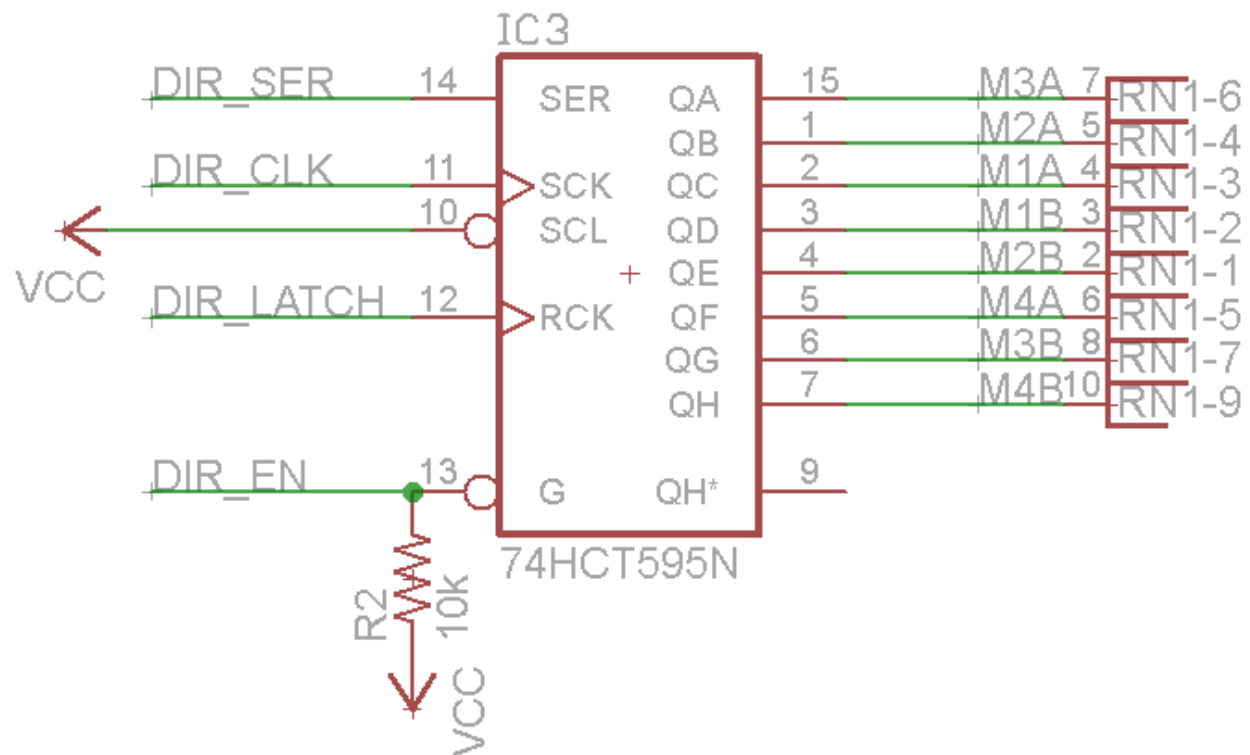 IC3
DIR_SER 14 SER QA 15 M3A 7 RN1-6
QB 1 M2A 5 RN1-4
DIR_CLK 11 SCK QC 2 M1A 4 RN1-3
10 SCL QD 3 M1B 3 RN1-2
VCC
QE 4 M2B 2 RN1-1
DIR_LATCH 12 RCK QF 5 M4A 6 RN1-5
QG 6 M3B 8 RN1-7
QH 7 M4B 10 RN1-9
DIR_EN 13 G QH* 9
74HCT595N
R2 10k
VCC